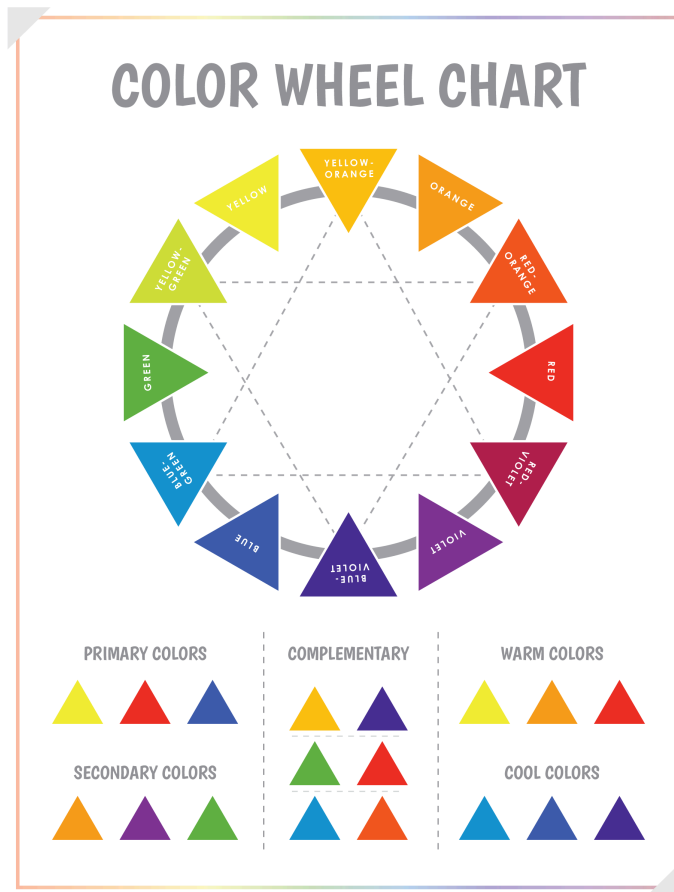 COLOR WHEEL CHART
YELLOW-
ORANGE
ORANGE
RED-
ORANGE
RED
RED-
VIOLET
VIOLET
BLUE-
VIOLET
BLUE
BLUE-
GREEN
GREEN
YELLOW-
GREEN
YELLOW
PRIMARY COLORS
COMPLEMENTARY
WARM COLORS
SECONDARY COLORS
COOL COLORS